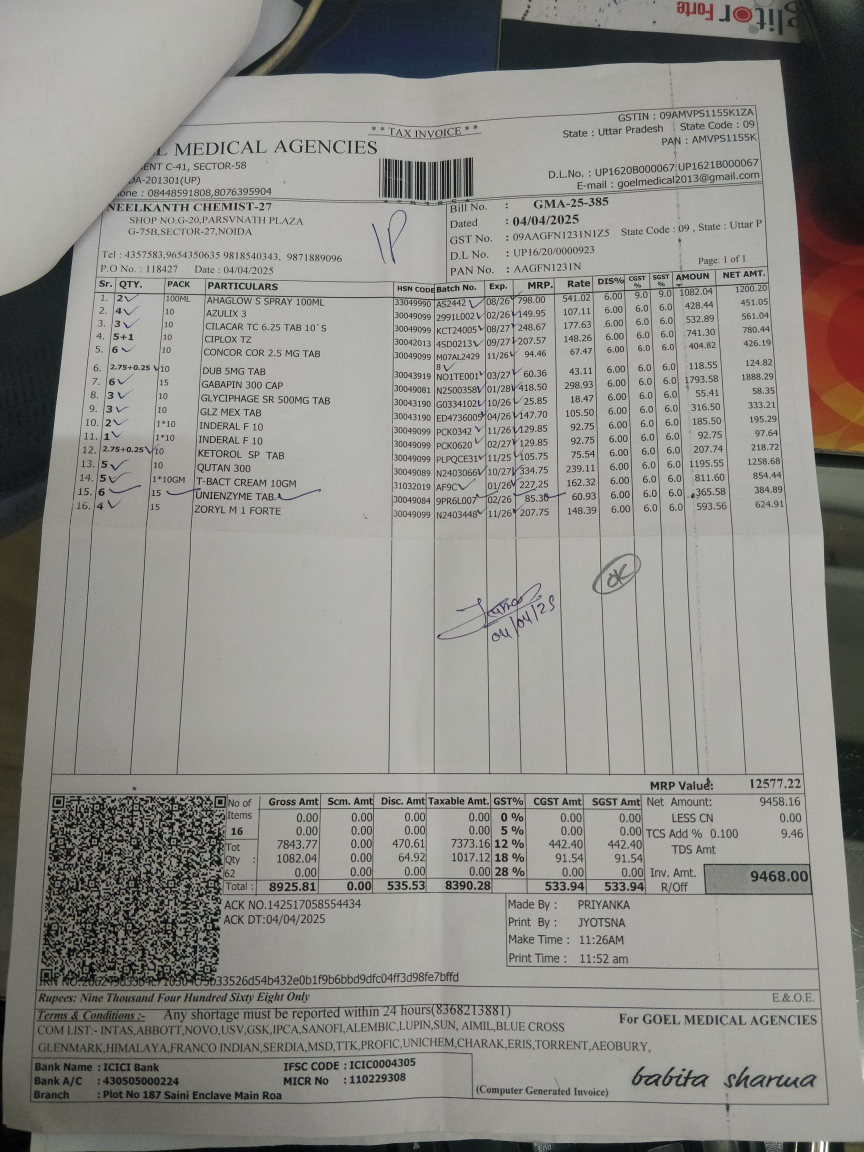 elitor Forte
* * TAX INVOICE * *
GSTIN : 09AMVPS1155K1ZA
State : Uttar Pradesh State Code : 09
PAN : AMVPS1155K
EL MEDICAL AGENCIES
ENT C-41, SECTOR-58
DA-201301(UP)
hone : 08448591808,8076395904
D.L.No. : UP1620B000067 UP1621B000067
E-mail : goelmedical2013@gmail.com
NEELKANTH CHEMIST-27
SHOP NO.G-20,PARSVNATH PLAZA
G-75B,SECTOR-27,NOIDA
Tel : 4357583,9654350635 9818540343, 9871889096
P.O No. : 118427 Date : 04/04/2025
IP
Bill No. : GMA-25-385
Dated : 04/04/2025
GST No. : 09AAGFN1231N1Z5 State Code : 09 , State : Uttar P
D.L No. : UP16/20/0000923
PAN No. : AAGFN1231N
Page: 1 of 1
Sr. QTY. PACK PARTICULARS HSN CODE Batch No. Exp. MRP. Rate DIS% CGST % SGST % AMOUN NET AMT.
1. 2 100ML AHAGLOW S SPRAY 100ML 33049990 AS2442 08/26 798.00 541.02 6.00 9.0 9.0 1082.04 1200.20
2. 4 10 AZULIX 3 30049099 2991L002 02/26 149.95 107.11 6.00 6.0 6.0 428.44 451.05
3. 3 10 CILACAR TC 6.25 TAB 10`S 30049099 KCT24005 08/27 248.67 177.63 6.00 6.0 6.0 532.89 561.04
4. 5+1 10 CIPLOX TZ 30042013 4SD0213 09/27 207.57 148.26 6.00 6.0 6.0 741.30 780.44
5. 6 10 CONCOR COR 2.5 MG TAB 30049099 M07AL2429 8 11/26 94.46 67.47 6.00 6.0 6.0 404.82 426.19
6. 2.75+0.25 10 DUB 5MG TAB 30043919 NO1TE001 03/27 60.36 43.11 6.00 6.0 6.0 118.55 124.82
7. 6 15 GABAPIN 300 CAP 30049081 N2500358 01/28 418.50 298.93 6.00 6.0 6.0 1793.58 1888.29
8. 3 10 GLYCIPHAGE SR 500MG TAB 30043190 G0334102 10/26 25.85 18.47 6.00 6.0 6.0 55.41 58.35
9. 3 10 GLZ MEX TAB 30043190 ED4736005 04/26 147.70 105.50 6.00 6.0 6.0 316.50 333.21
10. 2 1*10 INDERAL F 10 30049099 PCK0342 11/26 129.85 92.75 6.00 6.0 6.0 185.50 195.29
11. 1 1*10 INDERAL F 10 30049099 PCK0620 02/27 129.85 92.75 6.00 6.0 6.0 92.75 97.64
12. 2.75+0.25 10 KETOROL SP TAB 30049099 PLPQCE31 11/25 105.75 75.54 6.00 6.0 6.0 207.74 218.72
13. 5 10 QUTAN 300 30049089 N2403066 10/27 334.75 239.11 6.00 6.0 6.0 1195.55 1258.68
14. 5 1*10GM T-BACT CREAM 10GM 31032019 AF9C 01/26 227.25 162.32 6.00 6.0 6.0 811.60 854.44
15. 6 15 UNIENZYME TAB. 30049084 9PR6L007 02/26 85.30 60.93 6.00 6.0 6.0 365.58 384.89
16. 4 15 ZORYL M 1 FORTE 30049099 N2403448 11/26 207.75 148.39 6.00 6.0 6.0 593.56 624.91
OK
04/04/25
MRP Value: 12577.22
No of Items 16 Tot Qty : 62
Gross Amt Scm. Amt Disc. Amt Taxable Amt. GST% CGST Amt SGST Amt
0.00 0.00 0.00 0.00 0 % 0.00 0.00
0.00 0.00 0.00 0.00 5 % 0.00 0.00
7843.77 0.00 470.61 7373.16 12 % 442.40 442.40
1082.04 0.00 64.92 1017.12 18 % 91.54 91.54
0.00 0.00 0.00 0.00 28 % 0.00 0.00
Total : 8925.81 0.00 535.53 8390.28 533.94 533.94
Net Amount: 9458.16
LESS CN 0.00
TCS Add % 0.100 9.46
TDS Amt
Inv. Amt. 9468.00
R/Off
ACK NO.142517058554434
ACK DT:04/04/2025
Made By : PRIYANKA
Print By : JYOTSNA
Make Time : 11:26AM
Print Time : 11:52 am
Rupees: Nine Thousand Four Hundred Sixty Eight Only
E.& O.E.
Terms & Conditions :- Any shortage must be reported within 24 hours(8368213881)
COM LIST:- INTAS,ABBOTT,NOVO,USV,GSK,IPCA,SANOFI,ALEMBIC,LUPIN,SUN, AIMIL,BLUE CROSS
GLENMARK,HIMALAYA,FRANCO INDIAN,SERDIA,MSD,TTK,PROFIC,UNICHEM,CHARAK,ERIS,TORRENT,AEOBURY,
For GOEL MEDICAL AGENCIES
Bank Name : ICICI Bank IFSC CODE : ICIC0004305
Bank A/C : 430505000224 MICR No : 110229308
Branch : Plot No 187 Saini Enclave Main Roa
(Computer Generated Invoice)
babita sharma